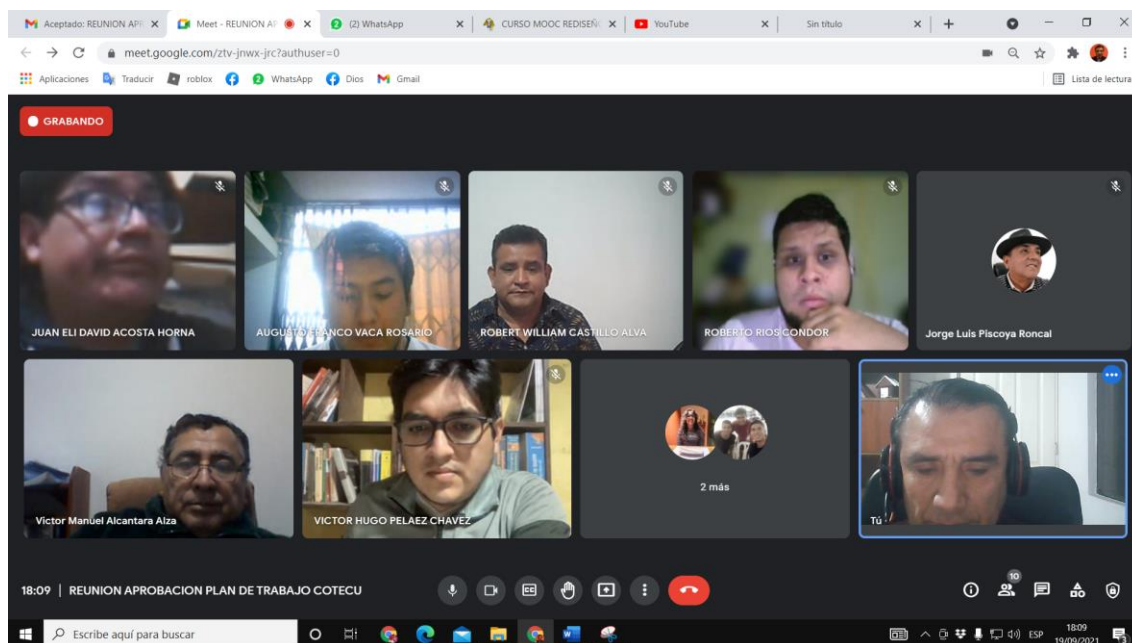 Aceptado: REUNION APR
Meet - REUNION AP
(2) WhatsApp
CURSO MOOC REDISEÑ
YouTube
Sin título
meet.google.com/ztv-jnwx-jrc?authuser=0
Aplicaciones
Traducir
roblox
WhatsApp
Dios
Gmail
Lista de lectura
GRABANDO
JUAN ELI DAVID ACOSTA HORNA
AUGUSTO FRANCO VACA ROSARIO
ROBERT WILLIAM CASTILLO ALVA
ROBERTO RIOS CONDOR
Jorge Luis Piscoya Roncal
Victor Manuel Alcantara Alza
VICTOR HUGO PELAEZ CHAVEZ
2 más
Tú
18:09 | REUNION APROBACION PLAN DE TRABAJO COTECU
10
Escribe aquí para buscar
ESP
18:09
19/09/2021